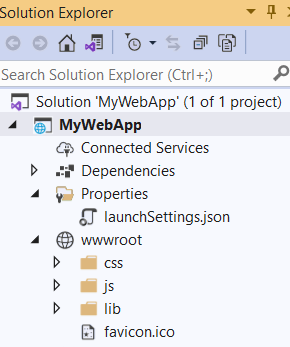 Solution Explorer
Search Solution Explorer (Ctrl+;)
Solution 'MyWebApp' (1 of 1 project)
MyWebApp
Connected Services
Dependencies
Properties
launchSettings.json
wwwroot
css
js
lib
favicon.ico